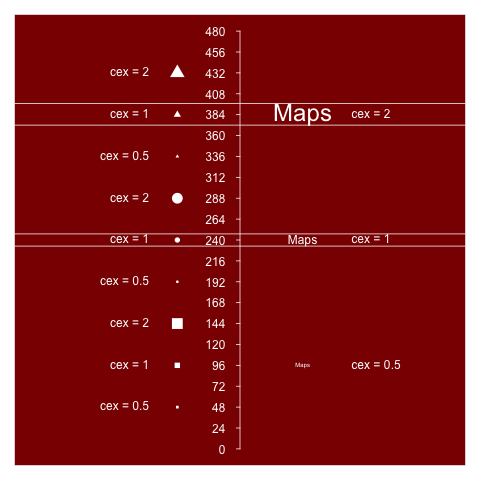 480
456
cex = 2 432
408
cex = 1 384 Maps cex = 2
360
cex = 0.5 336
312
cex = 2 288
264
cex = 1 240 Maps cex = 1
216
cex = 0.5 192
168
cex = 2 144
120
cex = 1 96 Maps cex = 0.5
72
cex = 0.5 48
24
0